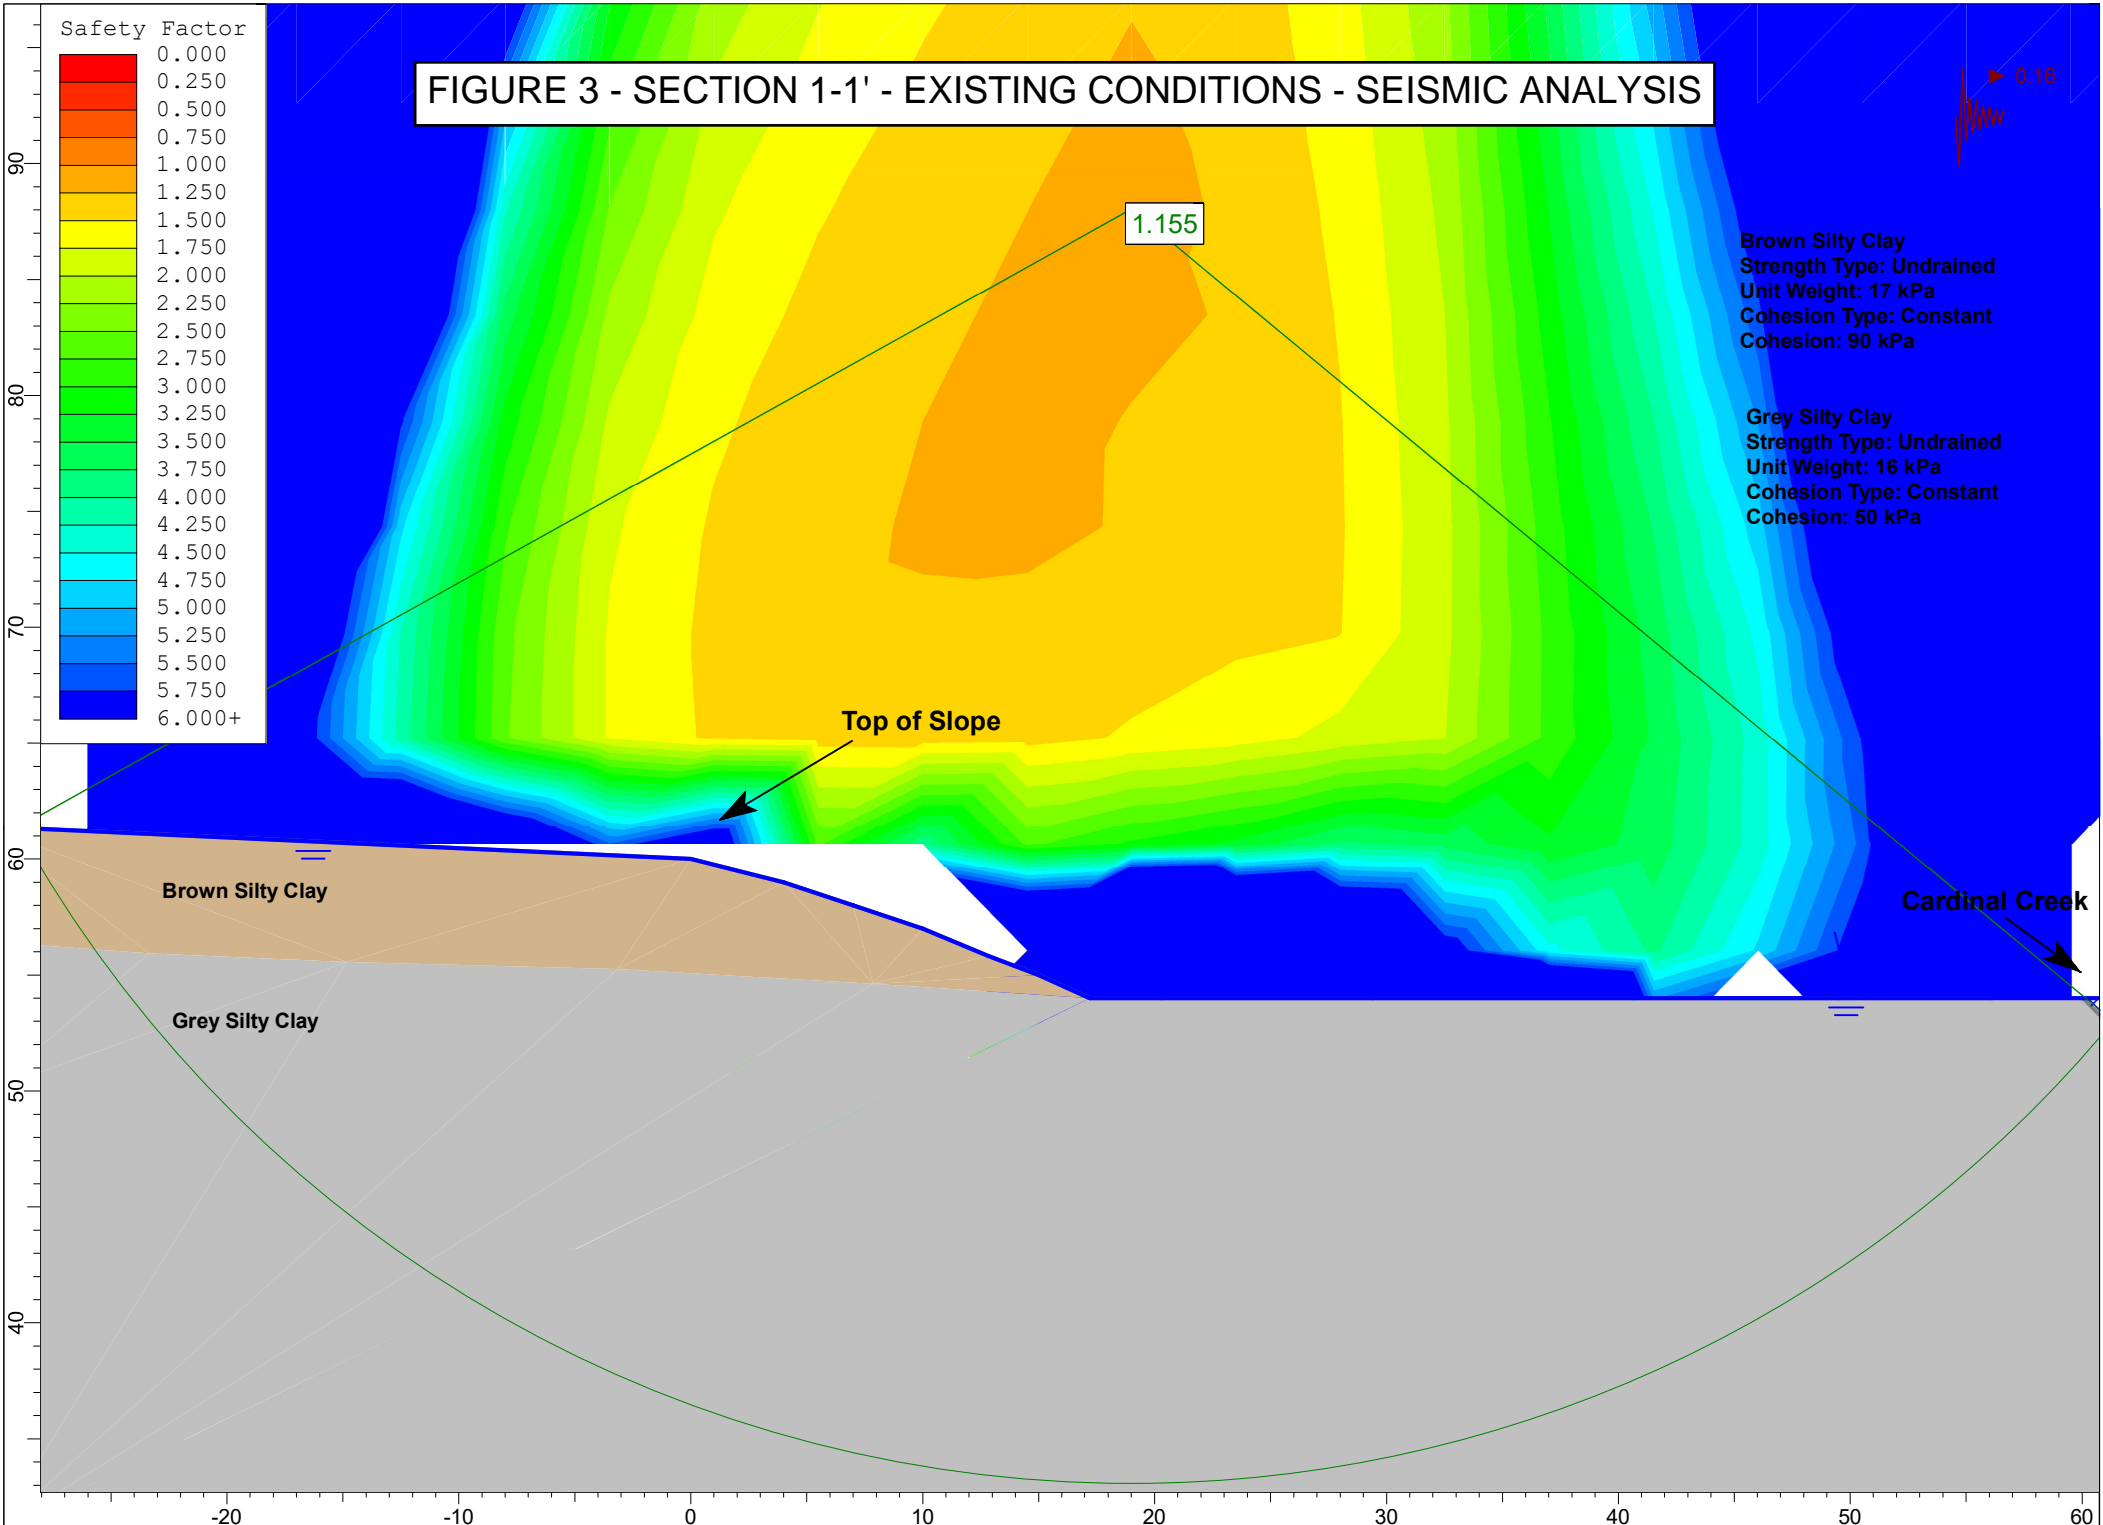 Safety Factor
0.000
0.250
0.500
0.750
1.000
1.250
1.500
1.750
2.000
2.250
2.500
2.750
3.000
3.250
3.500
3.750
4.000
4.250
4.500
4.750
5.000
5.250
5.500
5.750
6.000+
FIGURE 3 - SECTION 1-1' - EXISTING CONDITIONS - SEISMIC ANALYSIS
0.16
1.155
Brown Silty Clay
Strength Type: Undrained
Unit Weight: 17 kPa
Cohesion Type: Constant
Cohesion: 90 kPa
Grey Silty Clay
Strength Type: Undrained
Unit Weight: 16 kPa
Cohesion Type: Constant
Cohesion: 50 kPa
Top of Slope
Cardinal Creek
Brown Silty Clay
Grey Silty Clay
90
80
70
60
50
40
-20
-10
0
10
20
30
40
50
60